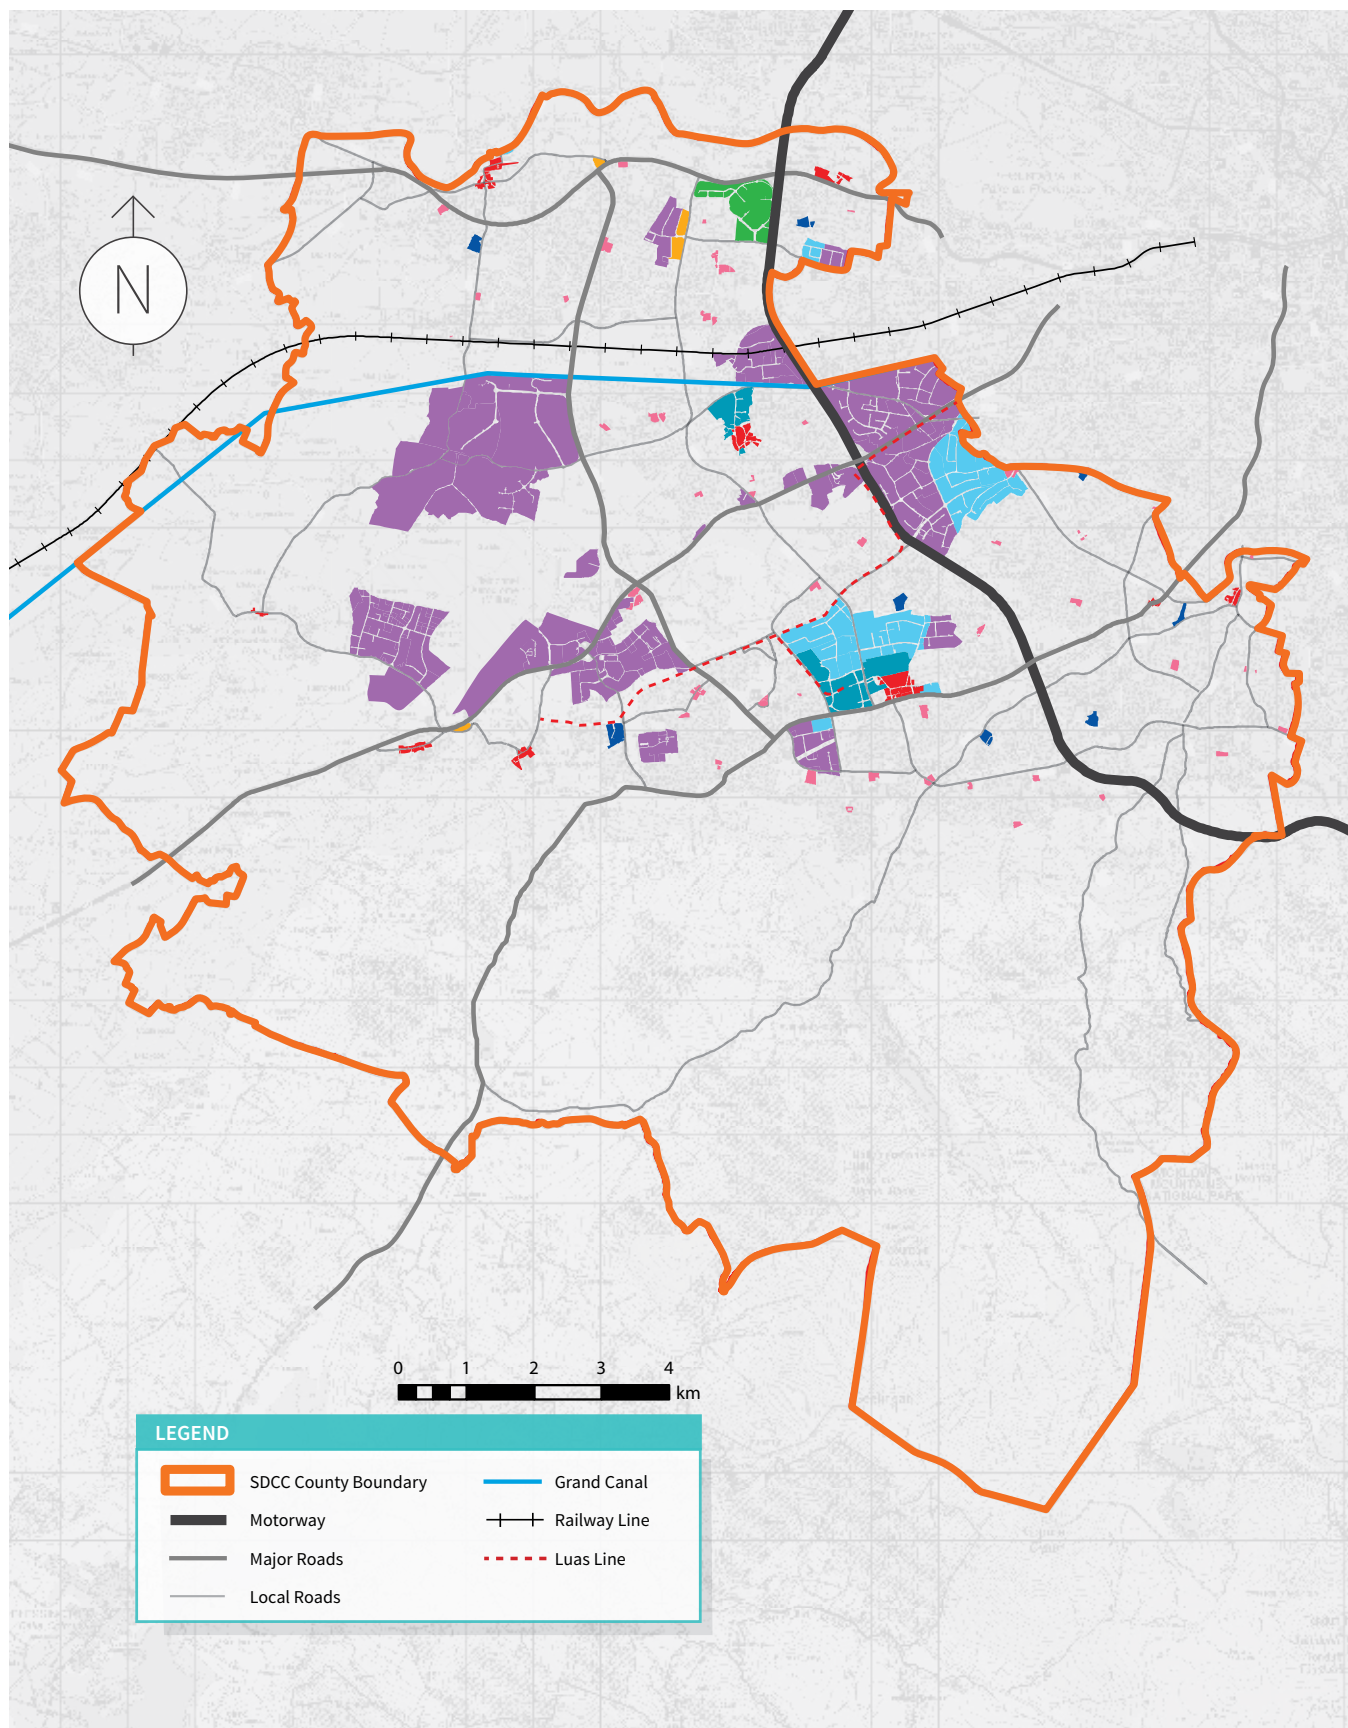 N
0 1 2 3 4
km
LEGEND
SDCC County Boundary
Motorway
Major Roads
Local Roads
Grand Canal
Railway Line
Luas Line